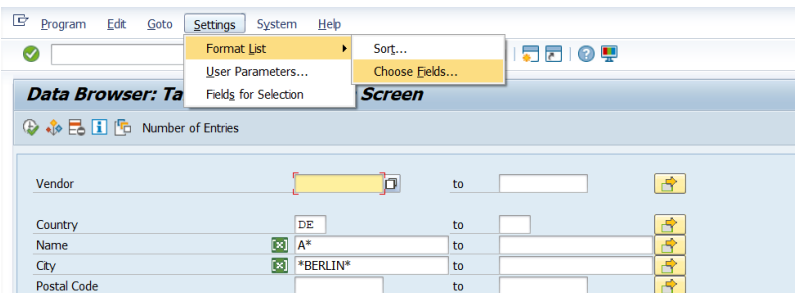 Program Edit Goto Settings System Help
Format List Sort...
User Parameters... Choose Fields...
Fields for Selection
Data Browser: Ta Screen
Number of Entries
Vendor to
Country DE to
Name A* to
City *BERLIN* to
Postal Code to